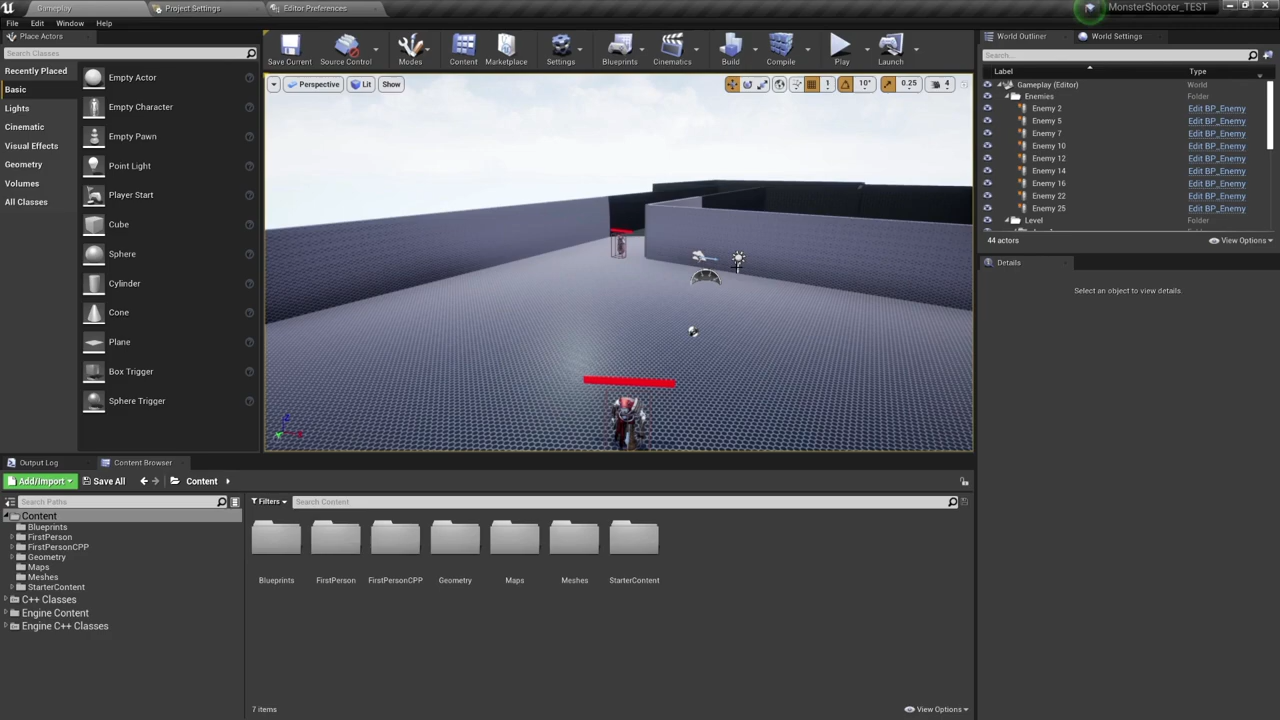 Gameplay
Project Settings
Editor Preferences
MonsterShooter_TEST
File Edit Window Help
Place Actors
Search Classes
Recently Placed
Basic
Lights
Cinematic
Visual Effects
Geometry
Volumes
All Classes
Empty Actor
Empty Character
Empty Pawn
Point Light
Player Start
Cube
Sphere
Cylinder
Cone
Plane
Box Trigger
Sphere Trigger
Save Current
Source Control
Modes
Content
Marketplace
Settings
Blueprints
Cinematics
Build
Compile
Play
Launch
Perspective
Lit
Show
1
10°
0.25
4
World Outliner
World Settings
Search...
Label Type
Gameplay (Editor) World
Enemies Folder
Enemy 2 Edit BP_Enemy
Enemy 5 Edit BP_Enemy
Enemy 7 Edit BP_Enemy
Enemy 10 Edit BP_Enemy
Enemy 12 Edit BP_Enemy
Enemy 14 Edit BP_Enemy
Enemy 16 Edit BP_Enemy
Enemy 22 Edit BP_Enemy
Enemy 25 Edit BP_Enemy
Level Folder
44 actors
View Options
Details
Select an object to view details.
Output Log
Content Browser
Add/Import
Save All
Content
Search Paths
Filters
Search Content
Content
Blueprints
FirstPerson
FirstPersonCPP
Geometry
Maps
Meshes
StarterContent
C++ Classes
Engine Content
Engine C++ Classes
Blueprints
FirstPerson
FirstPersonCPP
Geometry
Maps
Meshes
StarterContent
7 items
View Options